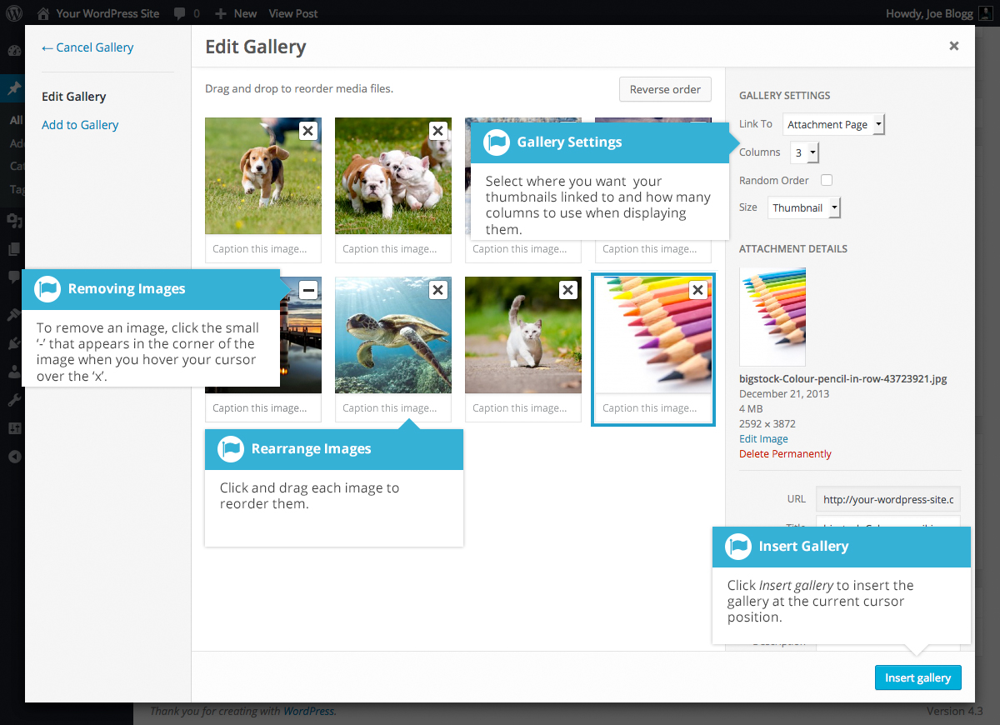 Your WordPress Site 0 New View Post Howdy, Joe Blogg
← Cancel Gallery
Edit Gallery
Add to Gallery
Edit Gallery
Drag and drop to reorder media files.
Reverse order
Caption this image...
Caption this image...
Caption this image...
Caption this image...
Gallery Settings
Select where you want your
thumbnails linked to and how many
columns to use when displaying
them.
Removing Images
To remove an image, click the small
‘-’ that appears in the corner of the
image when you hover your cursor
over the ‘x’.
Caption this image...
Caption this image...
Caption this image...
Caption this image...
Rearrange Images
Click and drag each image to
reorder them.
GALLERY SETTINGS
Link To Attachment Page
Columns 3
Random Order
Size Thumbnail
ATTACHMENT DETAILS
bigstock-Colour-pencil-in-row-43723921.jpg
December 21, 2013
4 MB
2592 × 3872
Edit Image
Delete Permanently
URL http://your-wordpress-site.c
Title
Insert Gallery
Click Insert gallery to insert the
gallery at the current cursor
position.
Description
Insert gallery
All
Add
Cat
Tag
Thank you for creating with WordPress.
Version 4.3